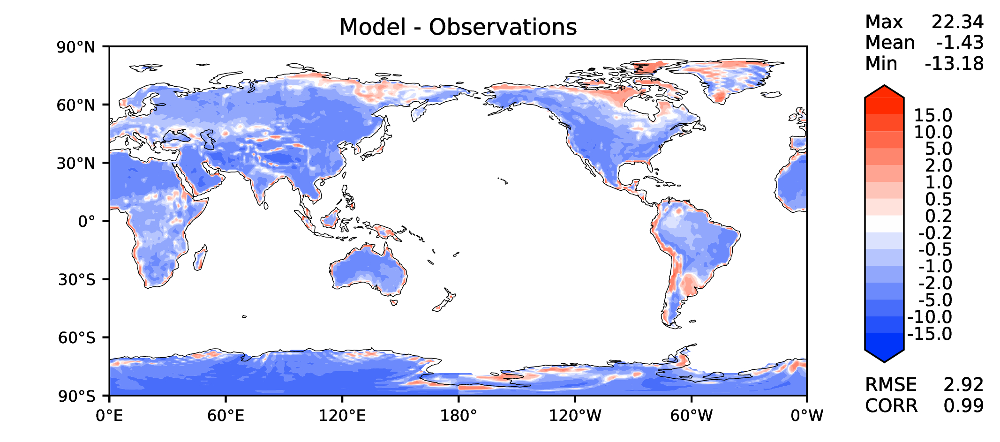 Model - Observations
Max 22.34
Mean -1.43
Min -13.18
90°N
60°N
30°N
0°
30°S
60°S
90°S
0°E 60°E 120°E 180° 120°W 60°W 0°W
15.0
10.0
5.0
2.0
1.0
0.5
0.2
-0.2
-0.5
-1.0
-2.0
-5.0
-10.0
-15.0
RMSE 2.92
CORR 0.99